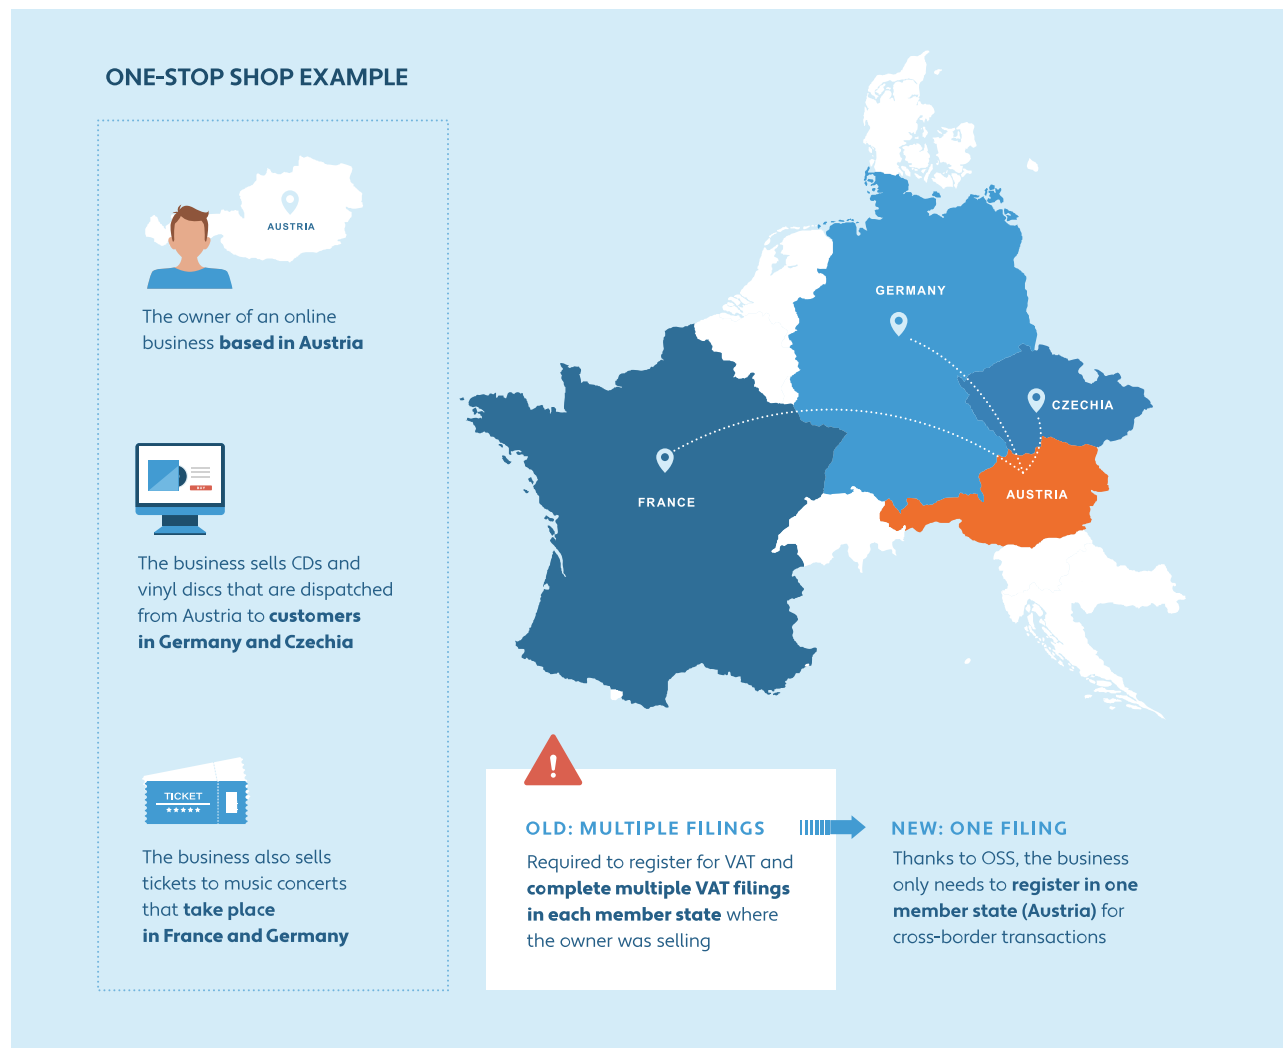 ONE-STOP SHOP EXAMPLE
AUSTRIA
The owner of an online
business based in Austria
BUY
The business sells CDs and
vinyl discs that are dispatched
from Austria to customers
in Germany and Czechia
TICKET
The business also sells
tickets to music concerts
that take place
in France and Germany
GERMANY
CZECHIA
FRANCE
AUSTRIA
OLD: MULTIPLE FILINGS
Required to register for VAT and
complete multiple VAT filings
in each member state where
the owner was selling
NEW: ONE FILING
Thanks to OSS, the business
only needs to register in one
member state (Austria) for
cross-border transactions